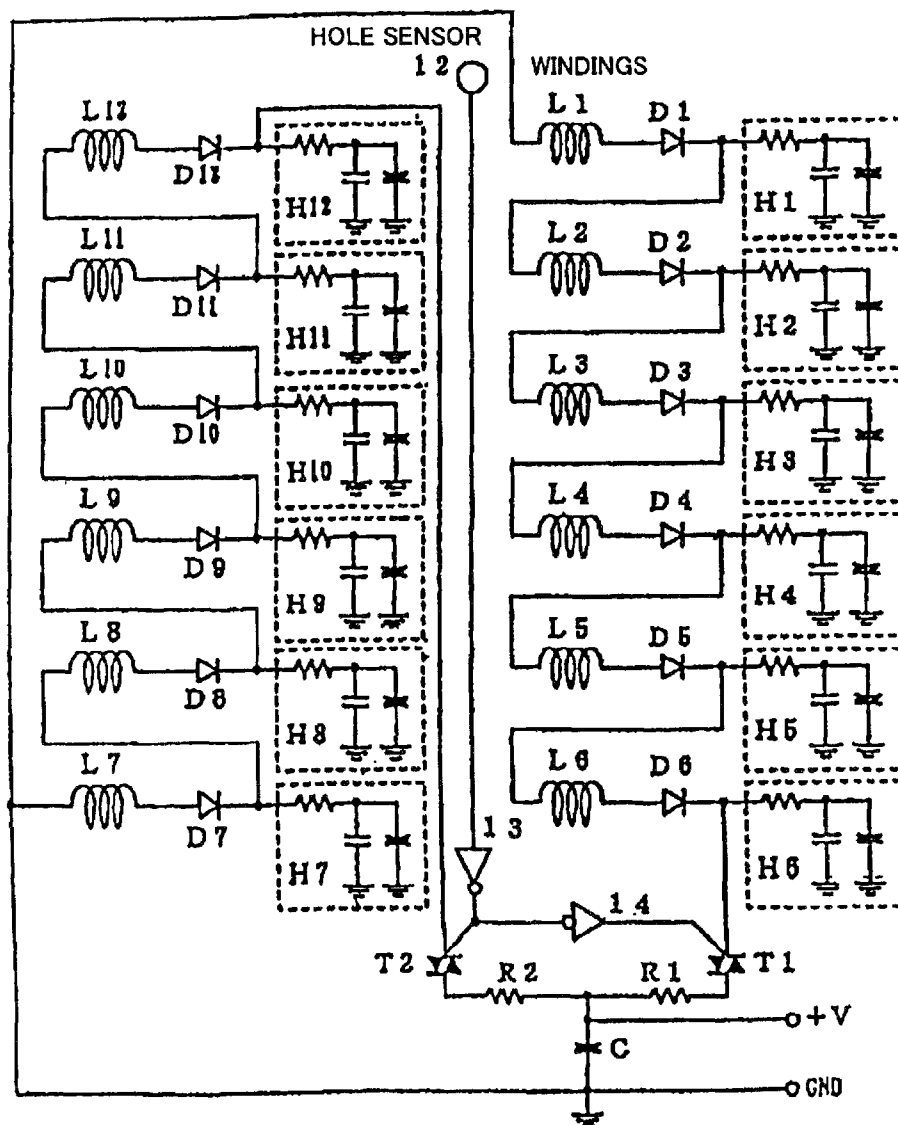 HOLE SENSOR
12
WINDINGS
L12
D12
H12
L1
D1
H1
L11
D11
H11
L2
D2
H2
L10
D10
H10
L3
D3
H3
L9
D9
H9
L4
D4
H4
L8
D8
H8
L5
D5
H5
L7
D7
H7
L6
D6
H6
13
14
T2
R2
R1
T1
+V
C
GND